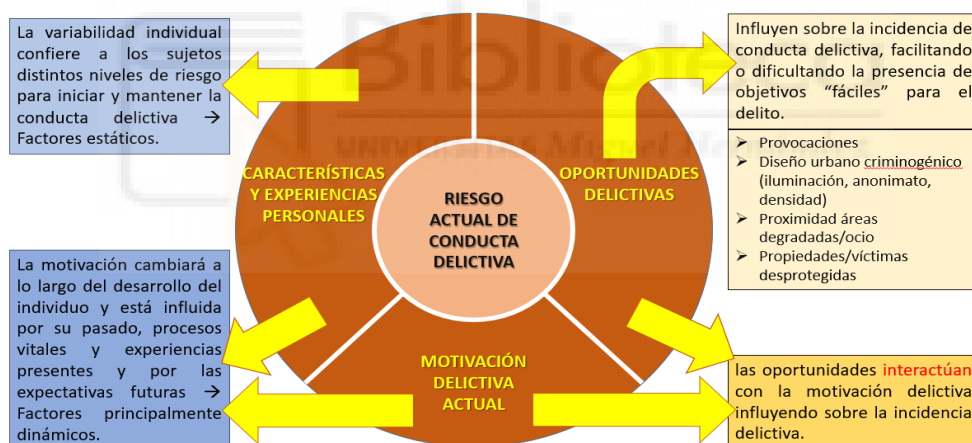 La variabilidad individual
confiere a los sujetos
distintos niveles de riesgo
para iniciar y mantener la
conducta delictiva →
Factores estáticos.
Influyen sobre la incidencia de
conducta delictiva, facilitando
o dificultando la presencia de
objetivos “fáciles” para el
delito.
➢ Provocaciones
➢ Diseño urbano criminogénico
(iluminación, anonimato,
densidad)
➢ Proximidad áreas
degradadas/ocio
➢ Propiedades/víctimas
desprotegidas
Biblioteca
UNIVERSITAS Miguel Hernández
CARACTERÍSTICAS
Y EXPERIENCIAS
PERSONALES
OPORTUNIDADES
DELICTIVAS
RIESGO
ACTUAL DE
CONDUCTA
DELICTIVA
MOTIVACIÓN
DELICTIVA
ACTUAL
La motivación cambiará a
lo largo del desarrollo del
individuo y está influida
por su pasado, procesos
vitales y experiencias
presentes y por las
expectativas futuras →
Factores principalmente
dinámicos.
las oportunidades interactúan
con la motivación delictiva
influyendo sobre la incidencia
delictiva.